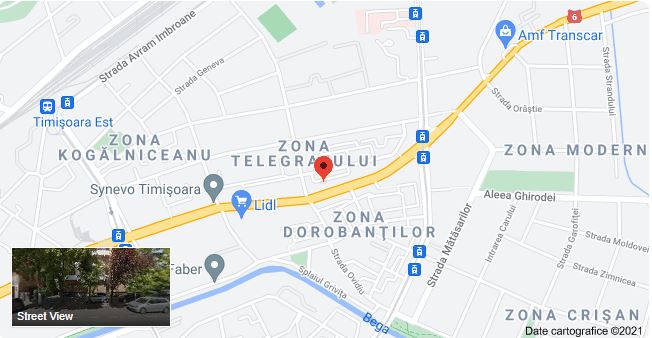 Strada Avram Imbroane
Strada Geneva
6
Amf Transcar
Strada Orăștie
Strada Strandului
Timișoara Est
ZONA
KOGĂLNICEANU
ZONA
TELEGRAFULUI
ZONA MODERN
Synevo Timișoara
Lidl
Aleea Ghirodei
ZONA
DOROBANȚILOR
Strada Mătăsarilor
Intrarea Carului
Strada Garofiței
Strada Moldovei
Strada Zimnicea
Faber
Strada Ovidiu
Splaiul Grivița
Bega
ZONA CRIȘAN
Street View
Date cartografice ©2021